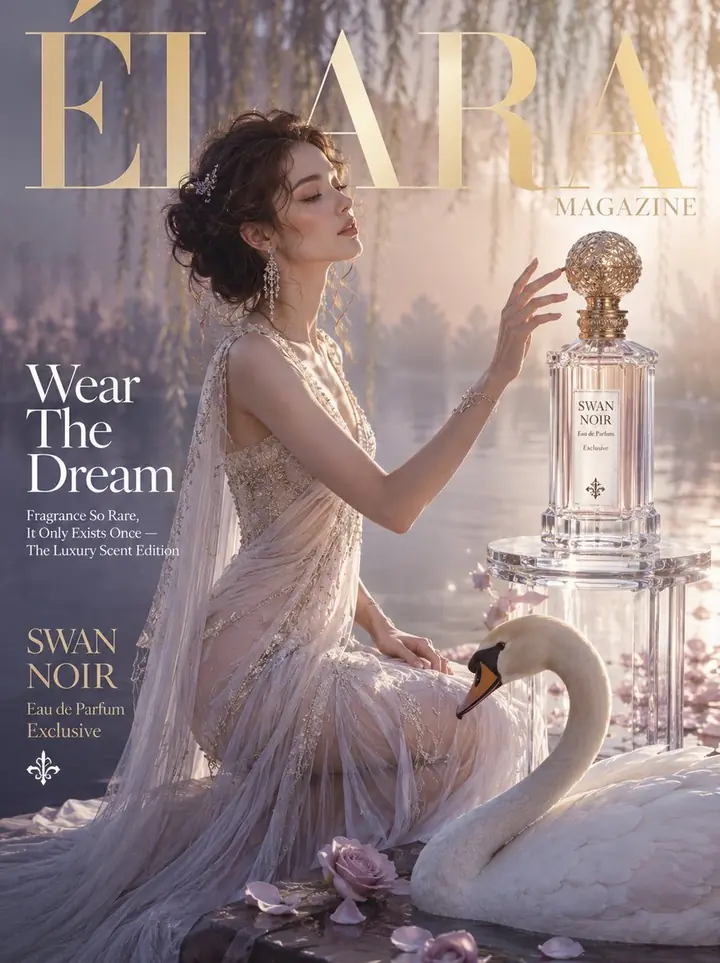 ÉLARA
MAGAZINE
SWAN
NOIR
Eau de Parfum
Exclusive
Wear
The
Dream
Fragrance So Rare,
It Only Exists Once —
The Luxury Scent Edition
SWAN
NOIR
Eau de Parfum
Exclusive